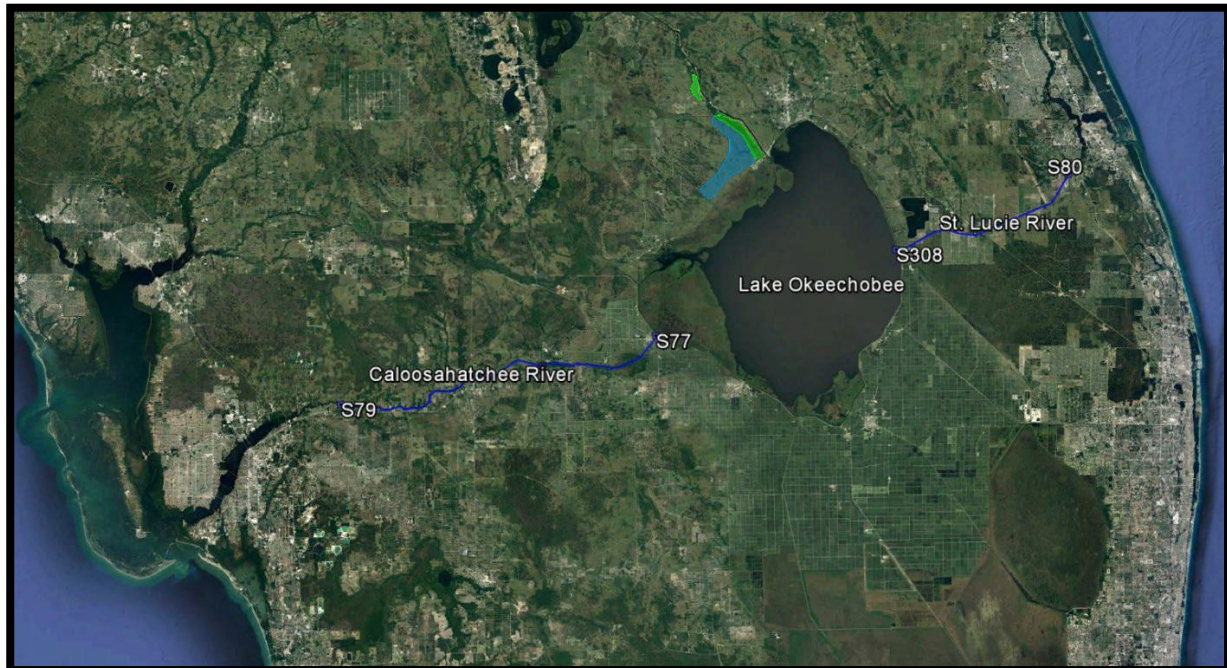 S80
St. Lucie River
S308
Lake Okeechobee
S77
Caloosahatchee River
S79